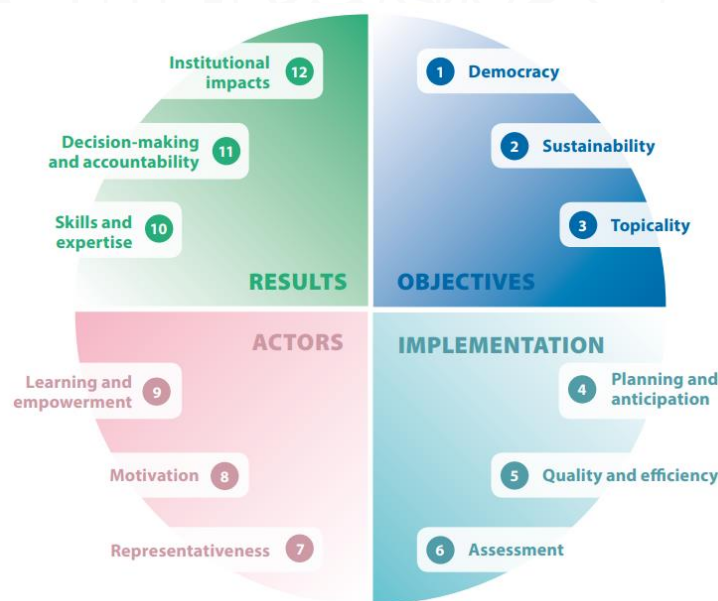 Institutional
impacts
12
1
Democracy
Decision-making
and accountability
11
2
Sustainability
Skills and
expertise
10
3
Topicality
RESULTS
OBJECTIVES
ACTORS
IMPLEMENTATION
Learning and
empowerment
9
4
Planning and
anticipation
Motivation
8
5
Quality and efficiency
Representativeness
7
6
Assessment